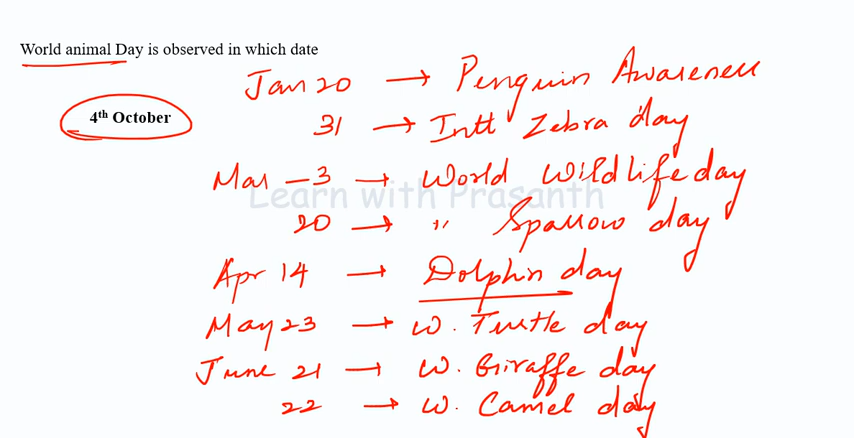 World animal Day is observed in which date
Jan 20 → Penguin Awareness
4th October
31 → Intl Zebra day
Mar - 3 → World Wildlife day
Learn with Prasanth
20 → " Sparrow day
Apr 14 → Dolphin day
May 23 → W. Turtle day
June 21 → W. Giraffe day
22 → W. Camel day